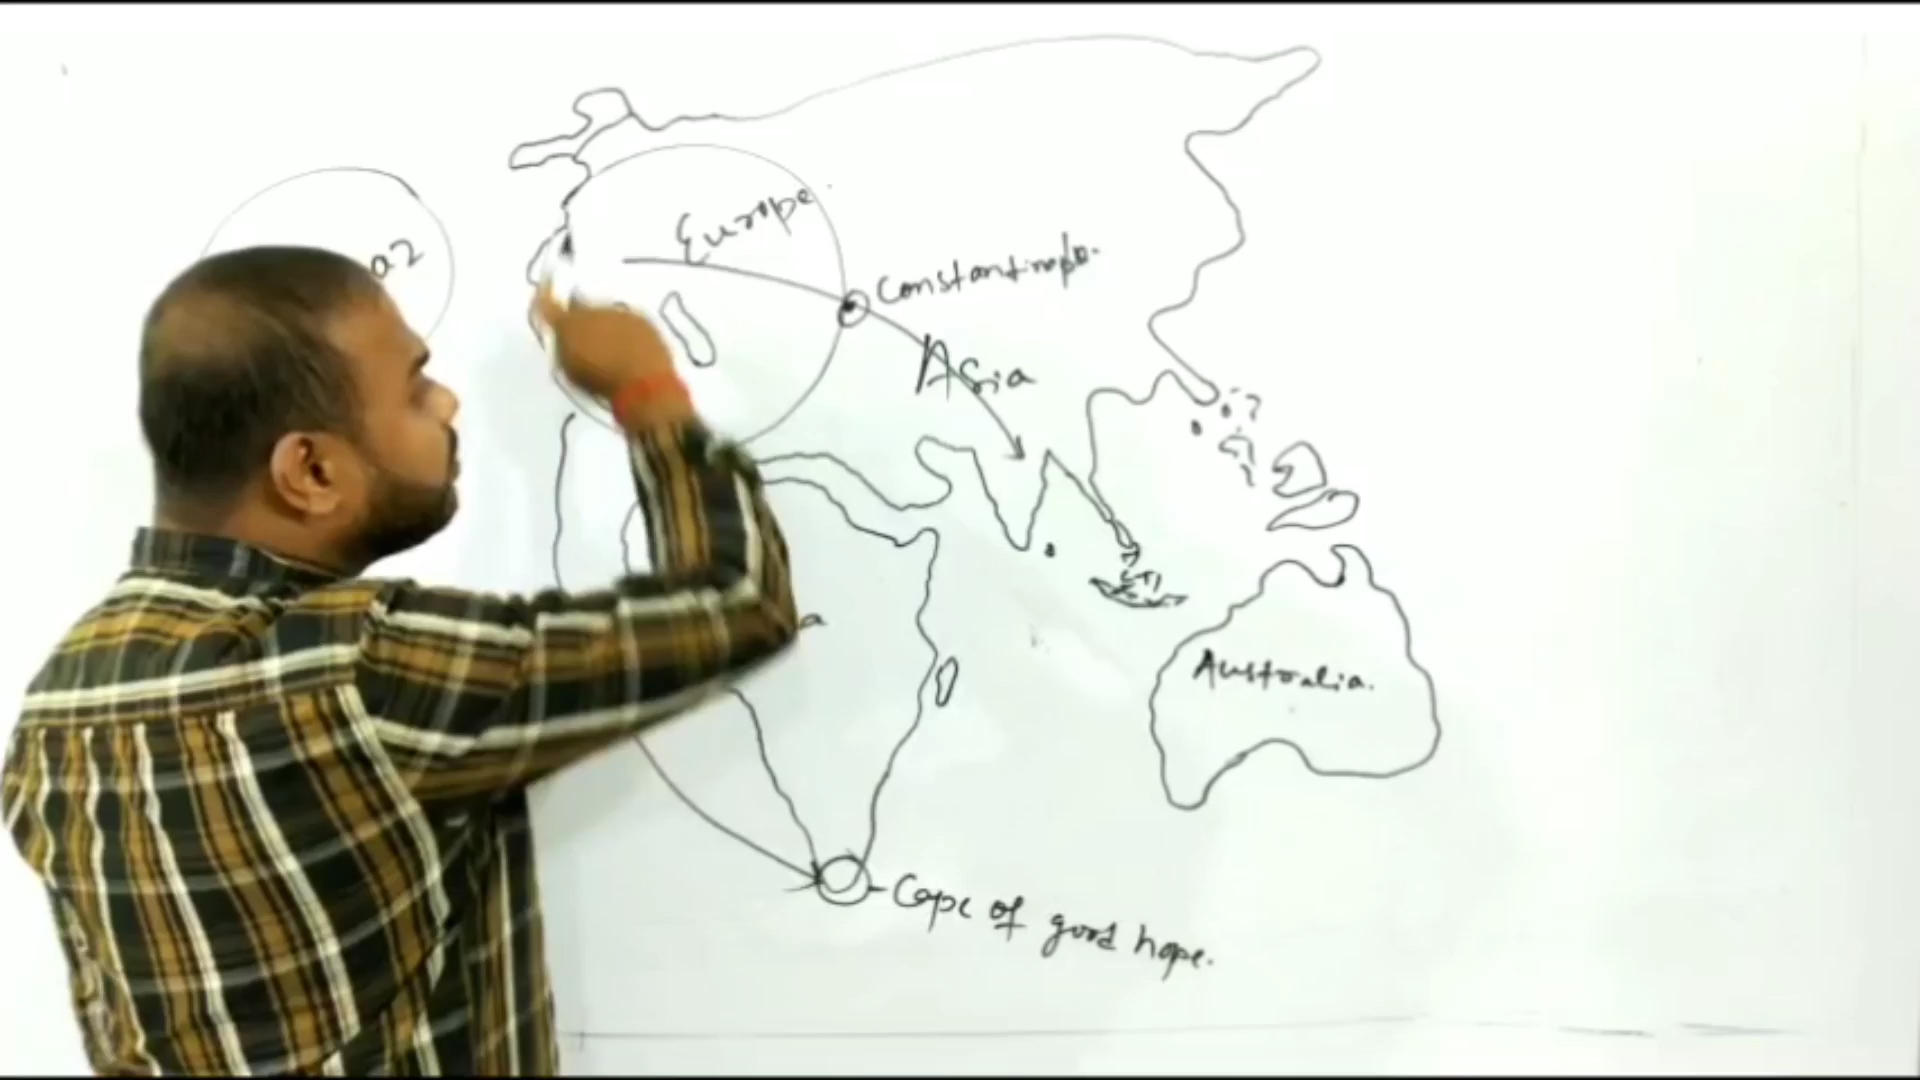 Europe
Constantinople.
Asia
Australia.
Cape of good hope.